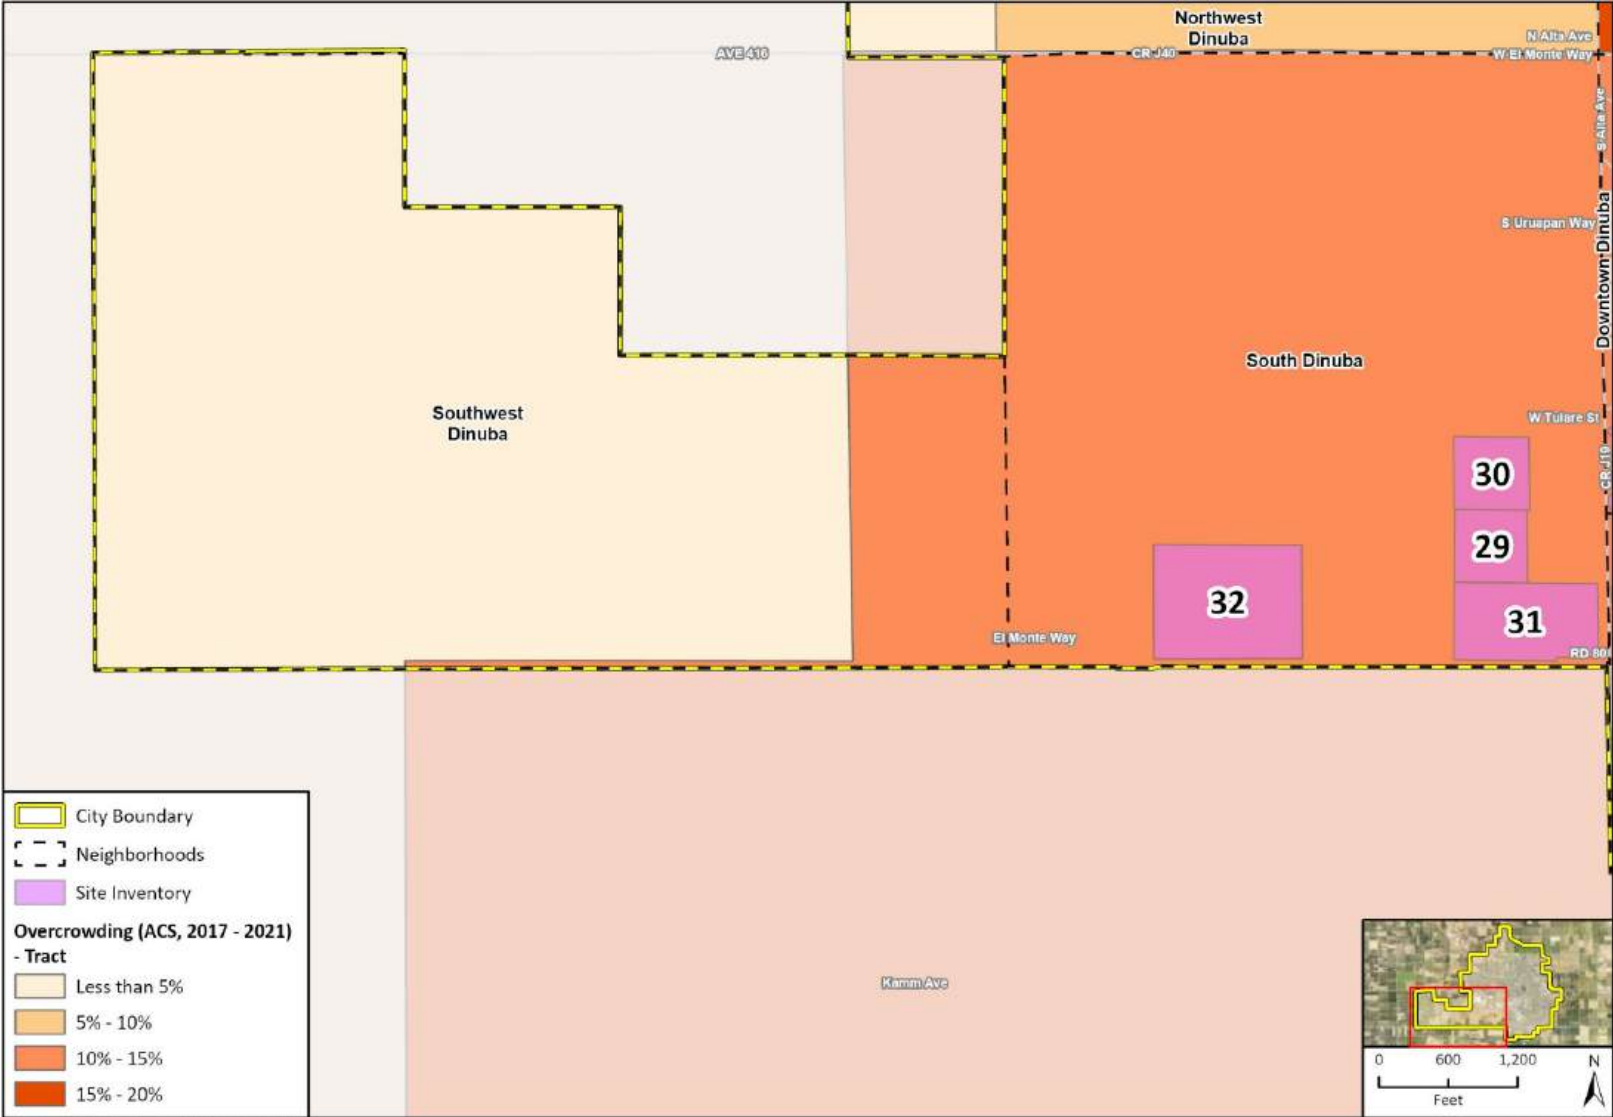 Northwest
Dinuba
N Alta Ave
AVE 416
CR J40
W El Monte Way
S Alta Ave
Downtown Dinuba
S Uruapan Way
South Dinuba
Southwest
Dinuba
W Tulare St
CR J19
30
29
32
31
El Monte Way
RD 80
Kamm Ave
City Boundary
Neighborhoods
Site Inventory
Overcrowding (ACS, 2017 - 2021)
- Tract
Less than 5%
5% - 10%
10% - 15%
15% - 20%
0 600 1,200
Feet
N